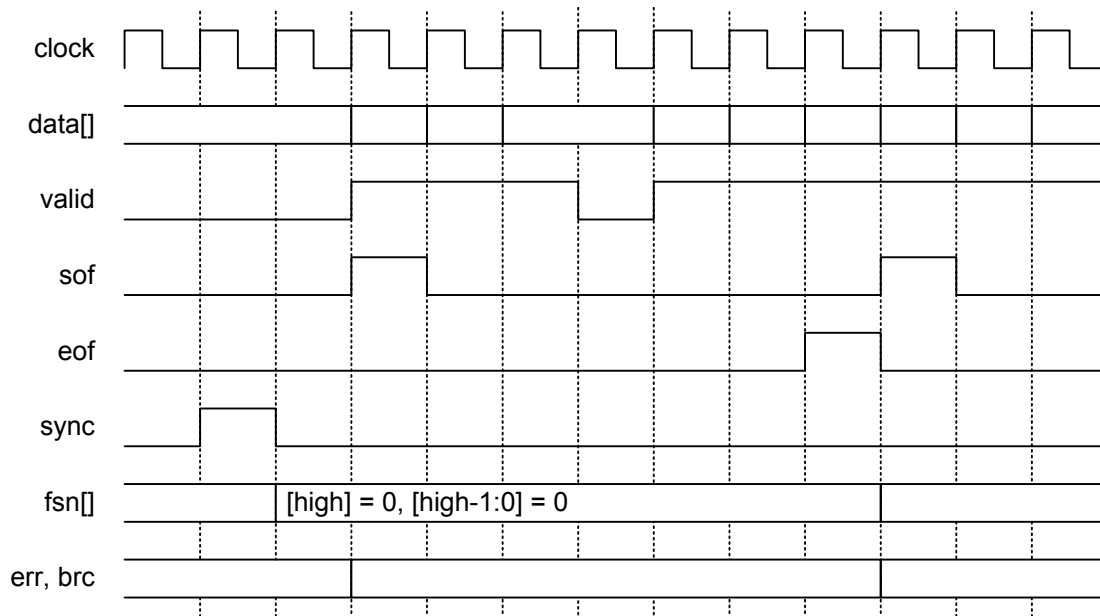 clock
data[]
valid
sof
eof
sync
fsn[] [high] = 0, [high-1:0] = 0
err, brc